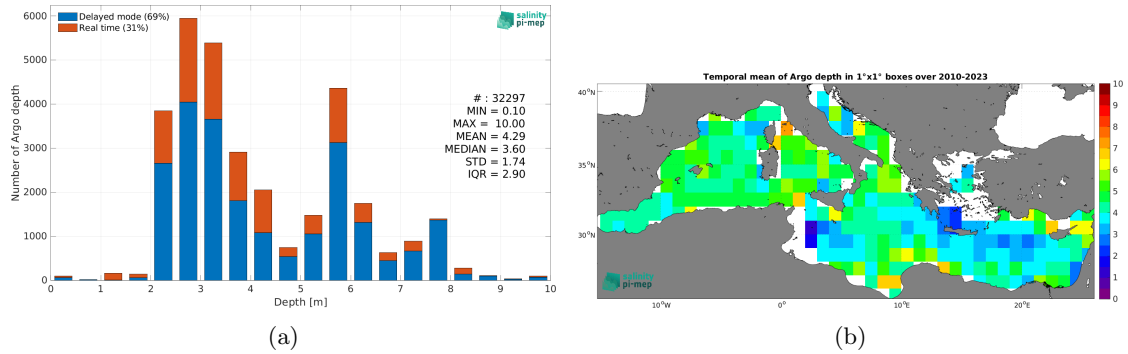 Delayed mode (69%)
Real time (31%)
salinity
pi-mep
6000
5000
4000
3000
2000
1000
0
Number of Argo depth
# : 32297
MIN = 0.10
MAX = 10.00
MEAN = 4.29
MEDIAN = 3.60
STD = 1.74
IQR = 2.90
0 1 2 3 4 5 6 7 8 9 10
Depth [m]
(a)
Temporal mean of Argo depth in 1°x1° boxes over 2010-2023
40°N
35°N
30°N
10°W 0° 10°E 20°E
salinity
pi-mep
10
9
8
7
6
5
4
3
2
1
0
(b)